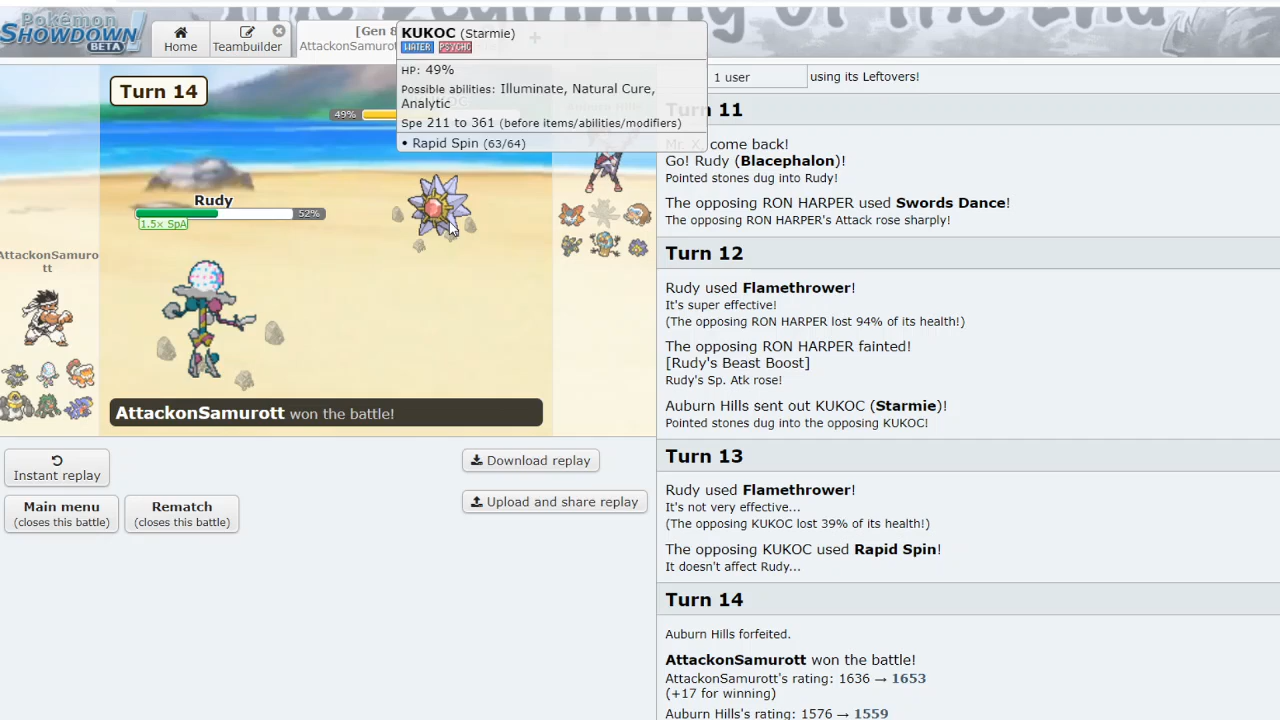 The Beginning of the End
Pokémon
SHOWDOWN
BETA
Home
Teambuilder
[Gen 8
AttackonSamurott
KUKOC (Starmie)
WATER PSYCHC
HP: 49%
Possible abilities: Illuminate, Natural Cure,
Analytic
Spe 211 to 361 (before items/abilities/modifiers)
• Rapid Spin (63/64)
1 user
using its Leftovers!
Turn 14
49%
Rudy
52%
1.5× SpA
AttackonSamuro
tt
AttackonSamurott won the battle!
Instant replay
Download replay
Main menu
(closes this battle)
Rematch
(closes this battle)
Upload and share replay
Turn 11
Mr. X, come back!
Go! Rudy (Blacephalon)!
Pointed stones dug into Rudy!
The opposing RON HARPER used Swords Dance!
The opposing RON HARPER's Attack rose sharply!
Turn 12
Rudy used Flamethrower!
It's super effective!
(The opposing RON HARPER lost 94% of its health!)
The opposing RON HARPER fainted!
[Rudy's Beast Boost]
Rudy's Sp. Atk rose!
Auburn Hills sent out KUKOC (Starmie)!
Pointed stones dug into the opposing KUKOC!
Turn 13
Rudy used Flamethrower!
It's not very effective...
(The opposing KUKOC lost 39% of its health!)
The opposing KUKOC used Rapid Spin!
It doesn't affect Rudy...
Turn 14
Auburn Hills forfeited.
AttackonSamurott won the battle!
AttackonSamurott's rating: 1636 → 1653
(+17 for winning)
Auburn Hills's rating: 1576 → 1559